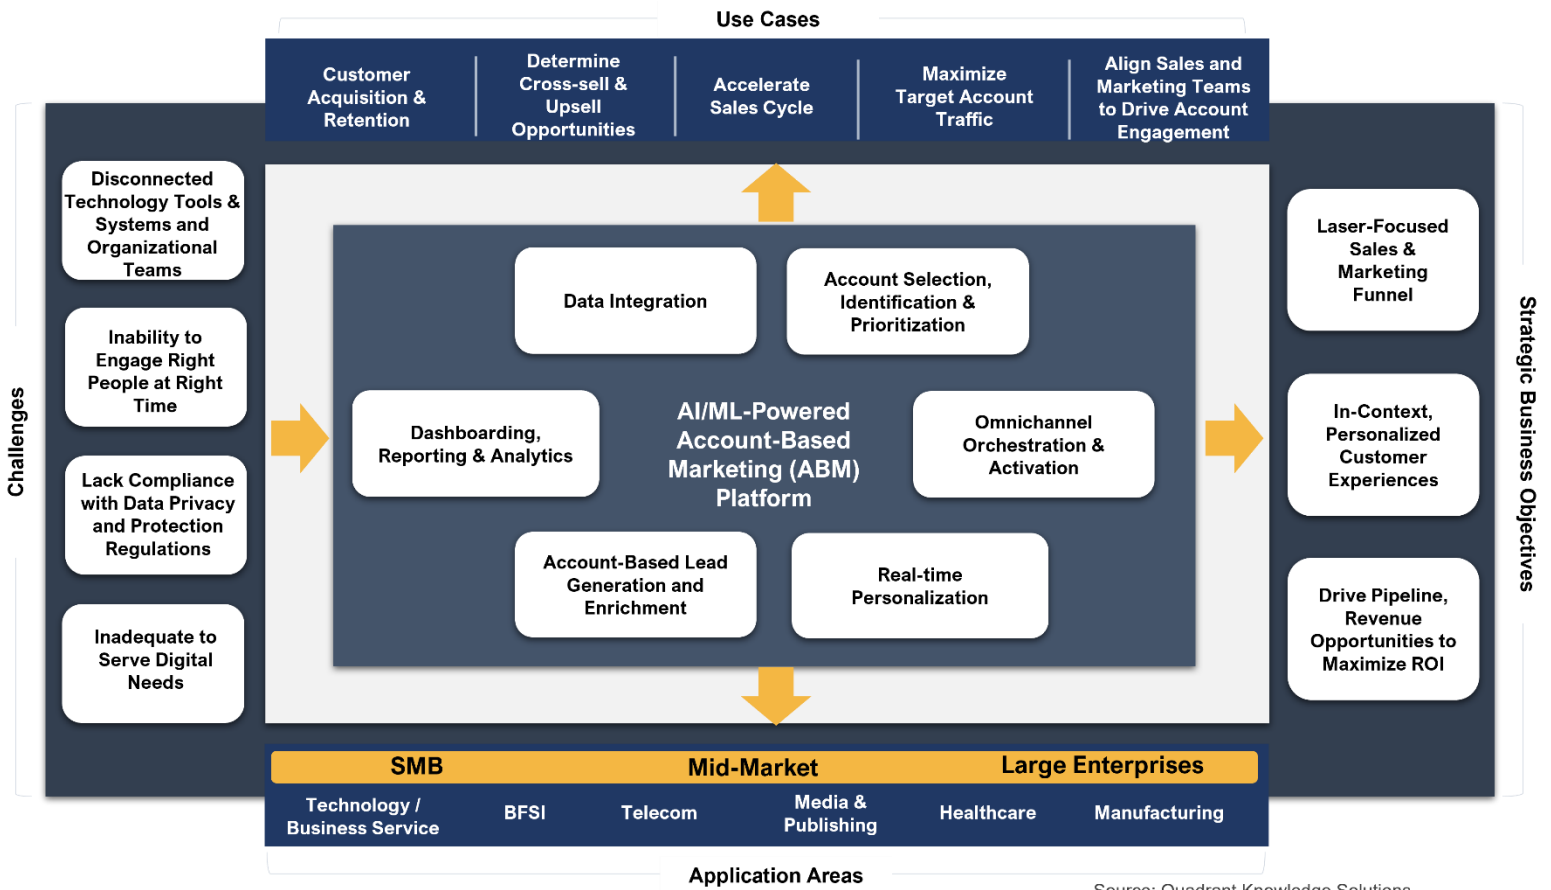 Use Cases
Customer
Acquisition &
Retention
Determine
Cross-sell &
Upsell
Opportunities
Accelerate
Sales Cycle
Maximize
Target Account
Traffic
Align Sales and
Marketing Teams
to Drive Account
Engagement
Challenges
Disconnected
Technology Tools &
Systems and
Organizational
Teams
Inability to
Engage Right
People at Right
Time
Lack Compliance
with Data Privacy
and Protection
Regulations
Inadequate to
Serve Digital
Needs
Data Integration
Account Selection,
Identification &
Prioritization
Dashboarding,
Reporting & Analytics
AI/ML-Powered
Account-Based
Marketing (ABM)
Platform
Omnichannel
Orchestration &
Activation
Account-Based Lead
Generation and
Enrichment
Real-time
Personalization
Laser-Focused
Sales &
Marketing
Funnel
In-Context,
Personalized
Customer
Experiences
Drive Pipeline,
Revenue
Opportunities to
Maximize ROI
Strategic Business Objectives
SMB
Mid-Market
Large Enterprises
Technology /
Business Service
BFSI
Telecom
Media &
Publishing
Healthcare
Manufacturing
Application Areas
Source: Quadrant Knowledge Solutions